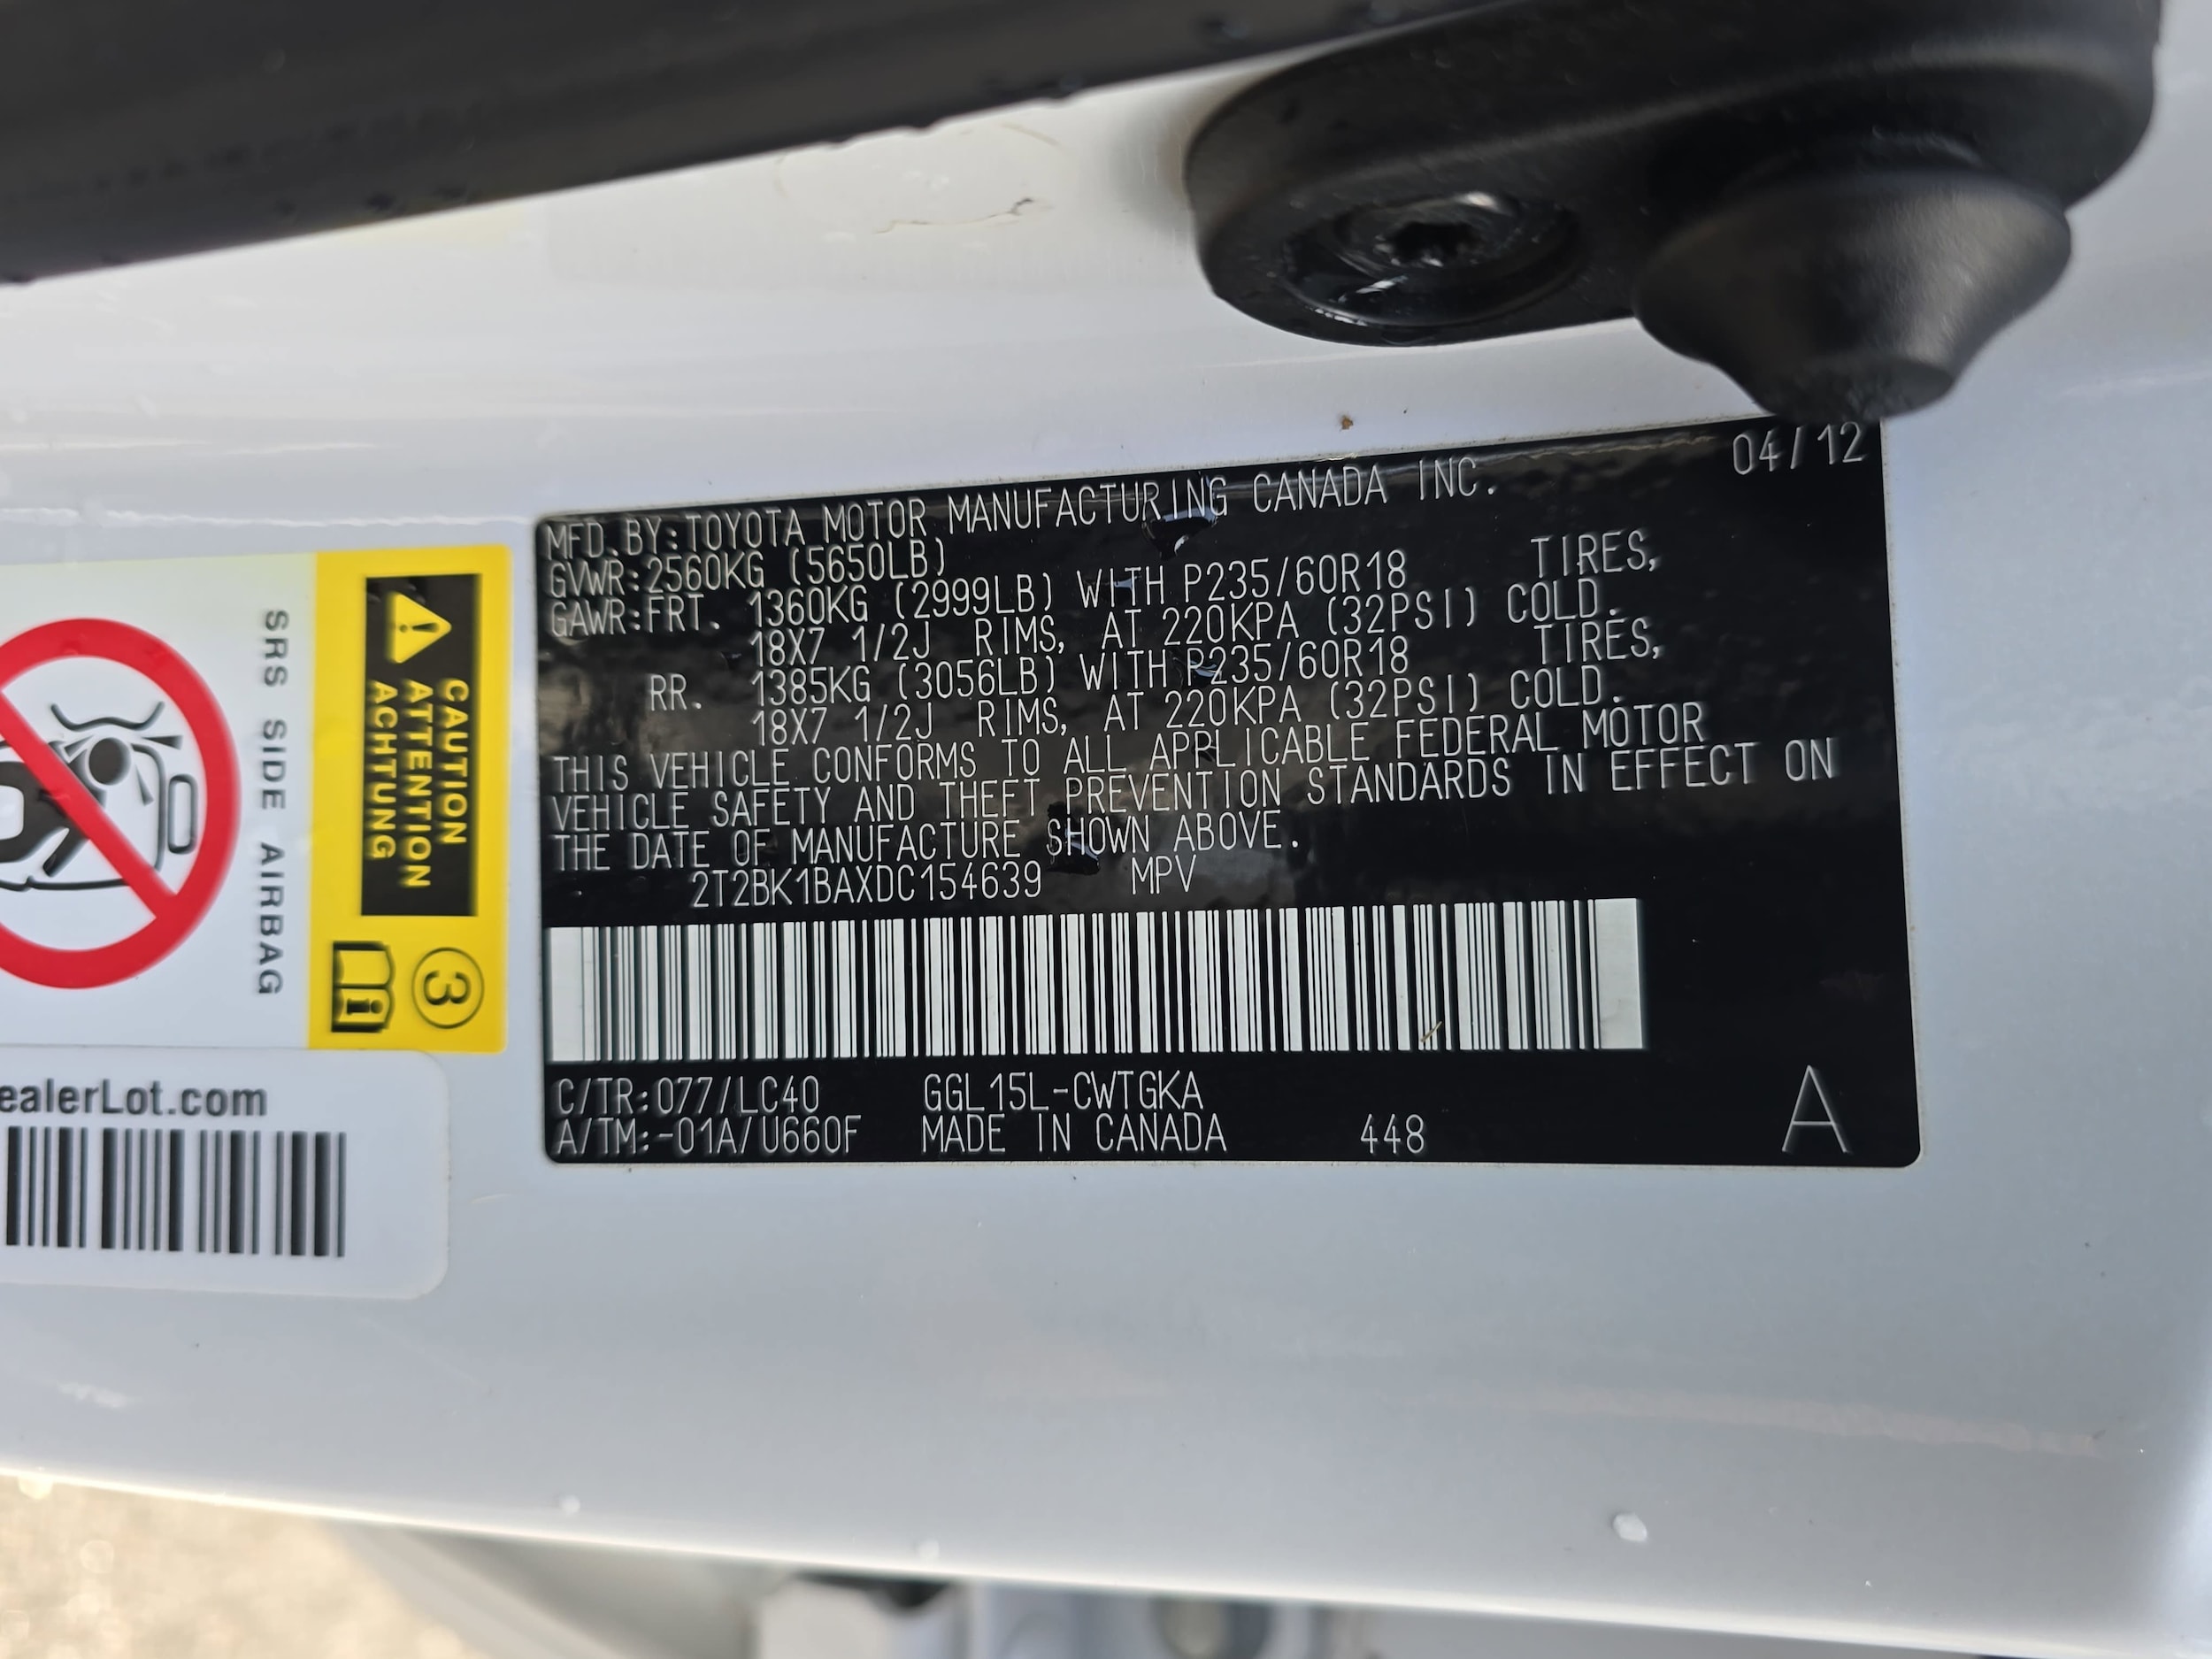 04/12
MFD.BY:TOYOTA MOTOR MANUFACTURING CANADA INC.
GVWR:2560KG (5650LB)
GAWR:FRT. 1360KG (2999LB) WITH P235/60R18 TIRES,
18X7 1/2J RIMS, AT 220KPA (32PSI) COLD.
RR. 1385KG (3056LB) WITH P235/60R18 TIRES,
18X7 1/2J RIMS, AT 220KPA (32PSI) COLD.
THIS VEHICLE CONFORMS TO ALL APPLICABLE FEDERAL MOTOR
VEHICLE SAFETY AND THEFT PREVENTION STANDARDS IN EFFECT ON
THE DATE OF MANUFACTURE SHOWN ABOVE.
2T2BK1BAXDC154639 MPV
C/TR:077/LC40 GGL15L-CWTGKA
A/TM:-01A/U660F MADE IN CANADA 448
A
CAUTION
ATTENTION
ACHTUNG
3
i
SRS SIDE AIRBAG
ealerLot.com